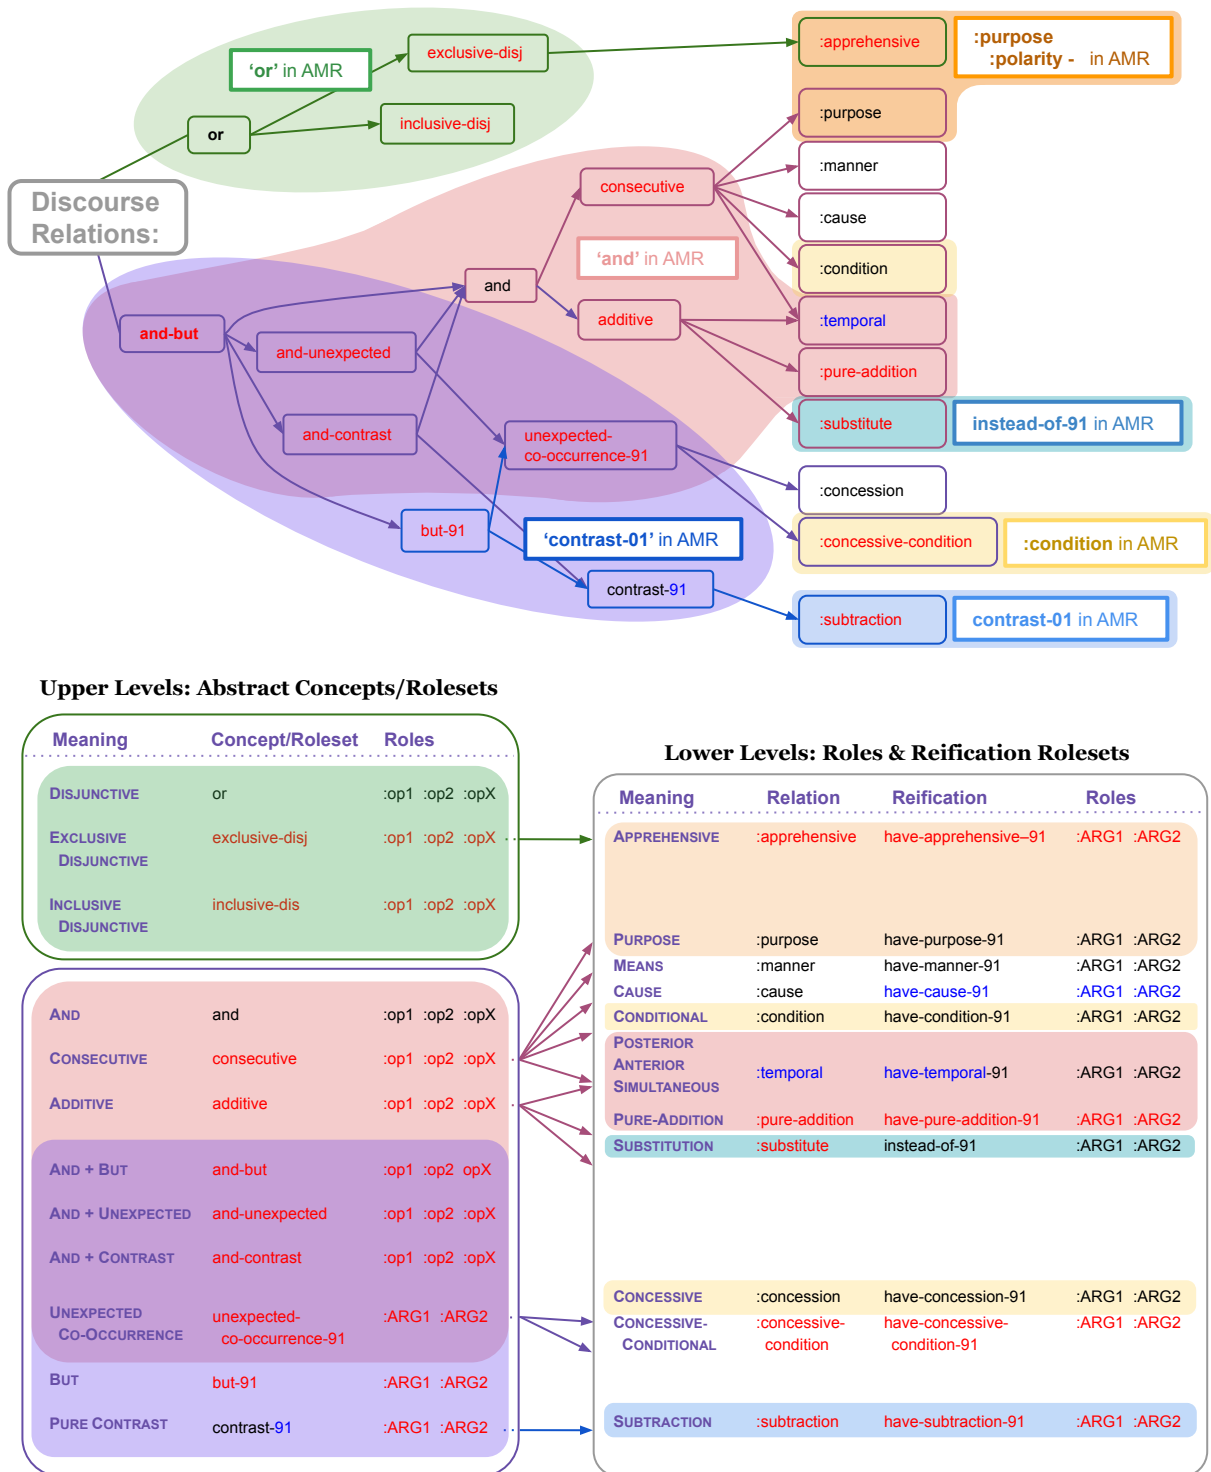 exclusive-disj
:apprehensive
:purpose
:polarity -   in AMR
'or' in AMR
or
inclusive-disj
:purpose
:manner
consecutive
Discourse
Relations:
:cause
'and' in AMR
:condition
and
additive
:temporal
and-but
and-unexpected
:pure-addition
and-contrast
unexpected-
co-occurrence-91
:substitute
instead-of-91 in AMR
:concession
but-91
'contrast-01' in AMR
:concessive-condition
:condition in AMR
contrast-91
:subtraction
contrast-01 in AMR
Upper Levels: Abstract Concepts/Rolesets
Meaning Concept/Roleset Roles
DISJUNCTIVE or :op1 :op2 :opX
EXCLUSIVE exclusive-disj :op1 :op2 :opX
DISJUNCTIVE
INCLUSIVE inclusive-dis :op1 :op2 :opX
DISJUNCTIVE
AND and :op1 :op2 :opX
CONSECUTIVE consecutive :op1 :op2 :opX
ADDITIVE additive :op1 :op2 :opX
AND + BUT and-but :op1 :op2 opX
AND + UNEXPECTED and-unexpected :op1 :op2 :opX
AND + CONTRAST and-contrast :op1 :op2 :opX
UNEXPECTED unexpected- :ARG1 :ARG2
CO-OCCURRENCE co-occurrence-91
BUT but-91 :ARG1 :ARG2
PURE CONTRAST contrast-91 :ARG1 :ARG2
Lower Levels: Roles & Reification Rolesets
Meaning Relation Reification Roles
APPREHENSIVE :apprehensive have-apprehensive–91 :ARG1 :ARG2
PURPOSE :purpose have-purpose-91 :ARG1 :ARG2
MEANS :manner have-manner-91 :ARG1 :ARG2
CAUSE :cause have-cause-91 :ARG1 :ARG2
CONDITIONAL :condition have-condition-91 :ARG1 :ARG2
POSTERIOR
ANTERIOR :temporal have-temporal-91 :ARG1 :ARG2
SIMULTANEOUS
PURE-ADDITION :pure-addition have-pure-addition-91 :ARG1 :ARG2
SUBSTITUTION :substitute instead-of-91 :ARG1 :ARG2
CONCESSIVE :concession have-concession-91 :ARG1 :ARG2
CONCESSIVE- :concessive- have-concessive- :ARG1 :ARG2
CONDITIONAL condition condition-91
SUBTRACTION :subtraction have-subtraction-91 :ARG1 :ARG2